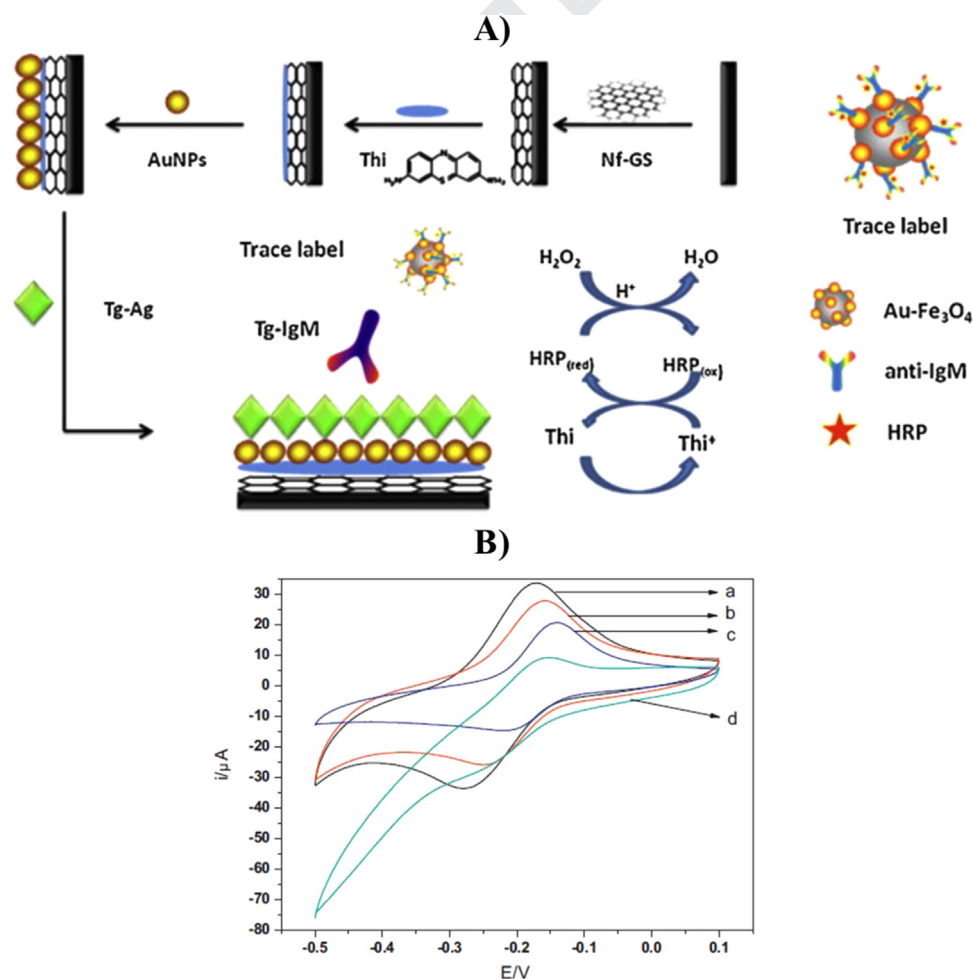 A)
AuNPs
Thi
H₂N
N
S
NH₂
Nf-GS
Trace label
Tg-Ag
Trace label
Tg-IgM
H₂O₂
H₂O
H⁺
HRP(red)
HRP(ox)
Thi
Thi⁺
Au-Fe₃O₄
anti-IgM
HRP
B)
30
20
10
0
-10
-20
-30
-40
-50
-60
-70
-80
i/μA
a
b
c
d
-0.5 -0.4 -0.3 -0.2 -0.1 0.0 0.1
E/V